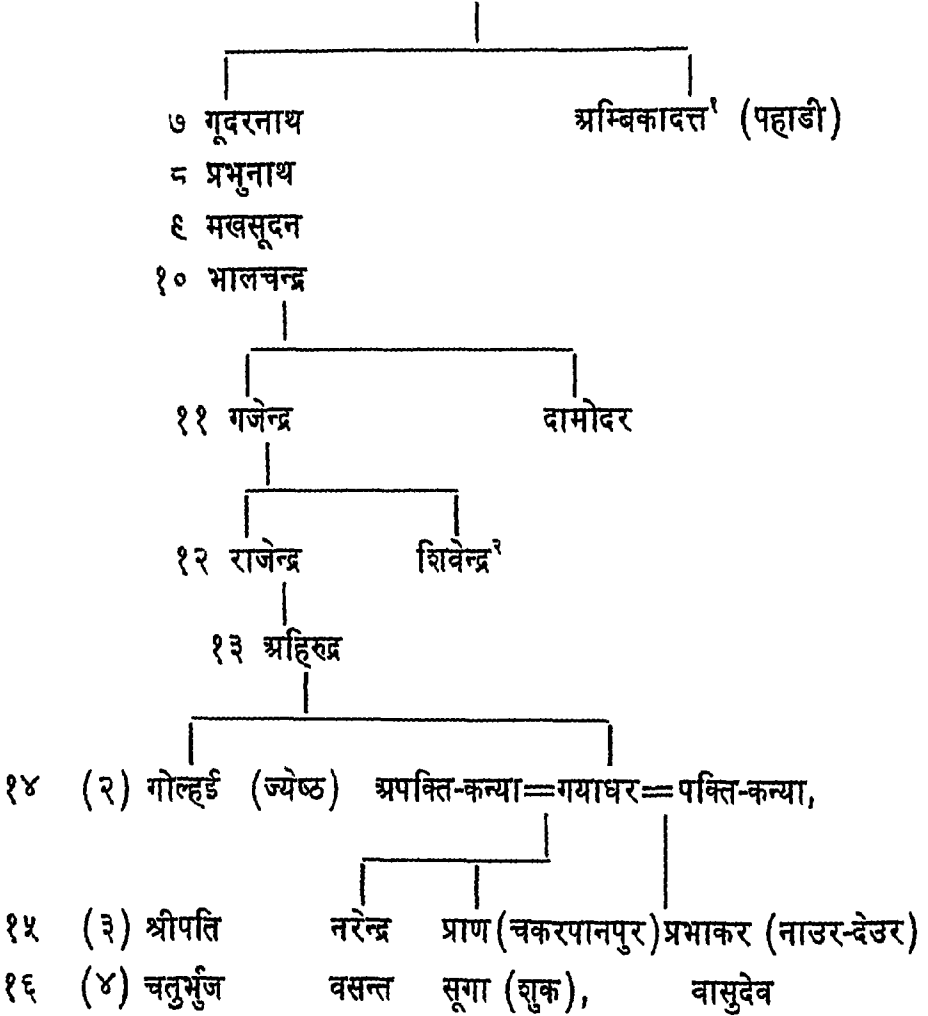 ७ गूदरनाथ अम्बिकादत्त१ (पहाडी)
८ प्रभुनाथ
९ मखसूदन
१० भालचन्द्र
११ गजेन्द्र दामोदर
१२ राजेन्द्र शिवेन्द्र२
१३ अहिरुद्र
१४ (२) गोल्हई (ज्येष्ठ) अपक्ति-कन्या=गयाधर=पक्ति-कन्या,
१५ (३) श्रीपति नरेन्द्र प्राण (चकरपानपुर) प्रभाकर (नाउर-देउर)
१६ (४) चतुर्भुज वसन्त सूगा (शुक), वासुदेव